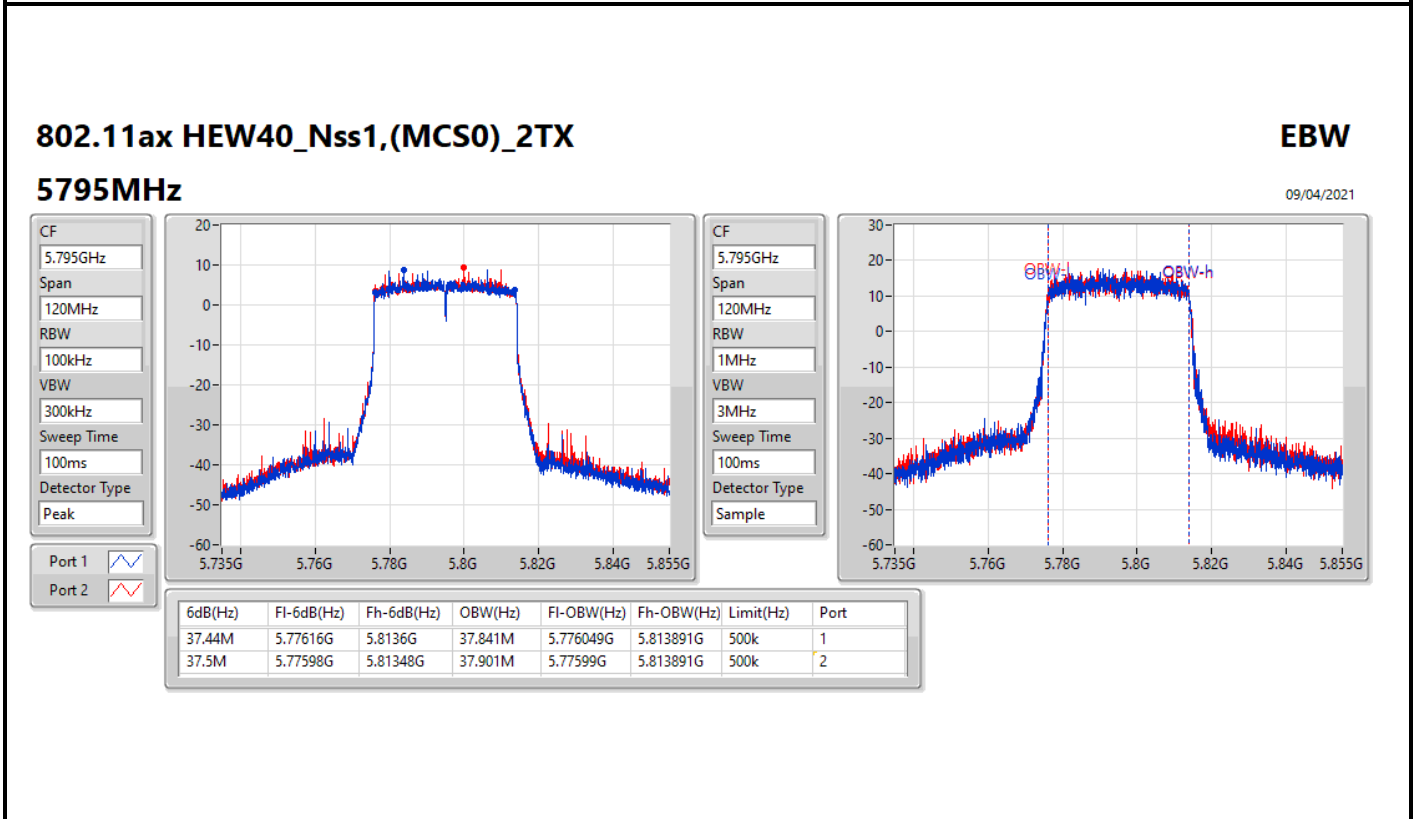 802.11ax HEW40_Nss1,(MCS0)_2TX EBW
5795MHz 09/04/2021
CF
5.795GHz
Span
120MHz
RBW
100kHz
VBW
300kHz
Sweep Time
100ms
Detector Type
Peak
Port 1
Port 2
20
10
0
-10
-20
-30
-40
-50
-60
5.735G 5.76G 5.78G 5.8G 5.82G 5.84G 5.855G
CF
5.795GHz
Span
120MHz
RBW
1MHz
VBW
3MHz
Sweep Time
100ms
Detector Type
Sample
30
20
10
0
-10
-20
-30
-40
-50
-60
OBW-l OBW-h
5.735G 5.76G 5.78G 5.8G 5.82G 5.84G 5.855G
6dB(Hz) Fl-6dB(Hz) Fh-6dB(Hz) OBW(Hz) Fl-OBW(Hz) Fh-OBW(Hz) Limit(Hz) Port
37.44M 5.77616G 5.8136G 37.841M 5.776049G 5.813891G 500k 1
37.5M 5.77598G 5.81348G 37.901M 5.77599G 5.813891G 500k 2